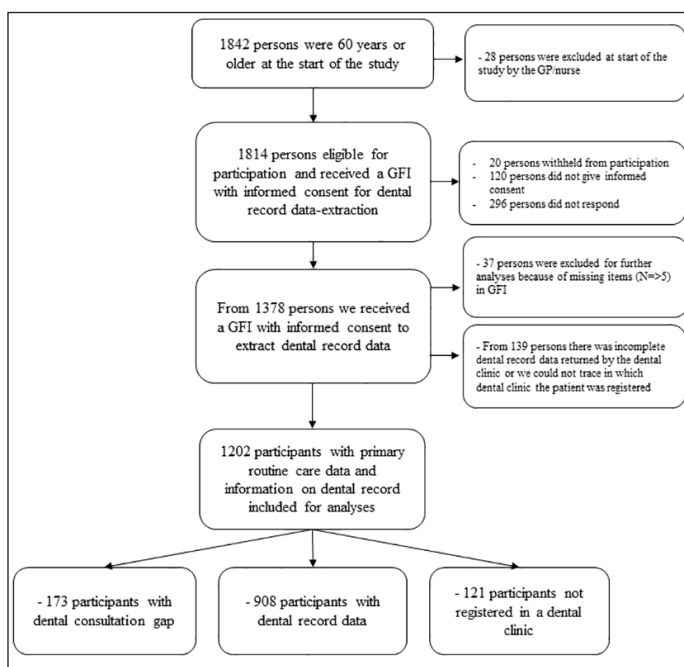 1842 persons were 60 years or
older at the start of the study
- 28 persons were excluded at start of the
study by the GP/nurse
1814 persons eligible for
participation and received a GFI
with informed consent for dental
record data-extraction
- 20 persons withheld from participation
- 120 persons did not give informed
consent
- 296 persons did not respond
- 37 persons were excluded for further
analyses because of missing items (N=>5)
in GFI
From 1378 persons we received
a GFI with informed consent to
extract dental record data
- From 139 persons there was incomplete
dental record data returned by the dental
clinic or we could not trace in which
dental clinic the patient was registered
1202 participants with primary
routine care data and
information on dental record
included for analyses
- 173 participants with
dental consultation gap
- 908 participants with
dental record data
- 121 participants not
registered in a dental
clinic